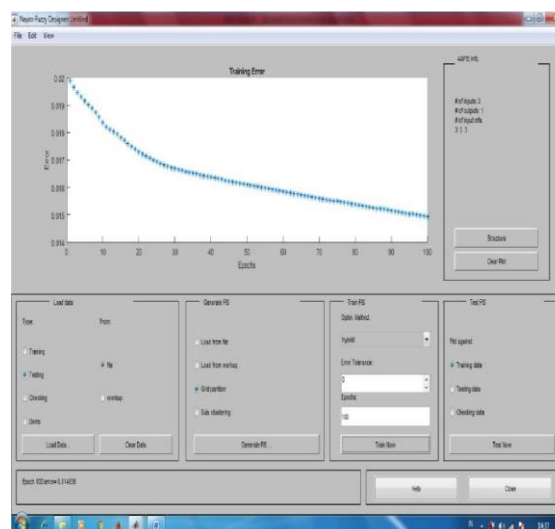 Neuro-Fuzzy Designer: Untitled
File Edit View
Training Error
ANFIS Info.
0.02
0.019
0.018
0.017
0.016
0.015
0.014
Error
0 10 20 30 40 50 60 70 80 90 100
Epochs
# of inputs: 3
# of outputs: 1
# of input mfs:
3 3 3
Structure
Clear Plot
Load data
Type:
From:
Training
Testing
Checking
Demo
file
worksp.
Load Data...
Clear Data
Generate FIS
Load from file
Load from worksp.
Grid partition
Sub. clustering
Generate FIS ...
Train FIS
Optim. Method:
hybrid
Error Tolerance:
0
Epochs:
100
Train Now
Test FIS
Plot against:
Training data
Testing data
Checking data
Test Now
Help
Close